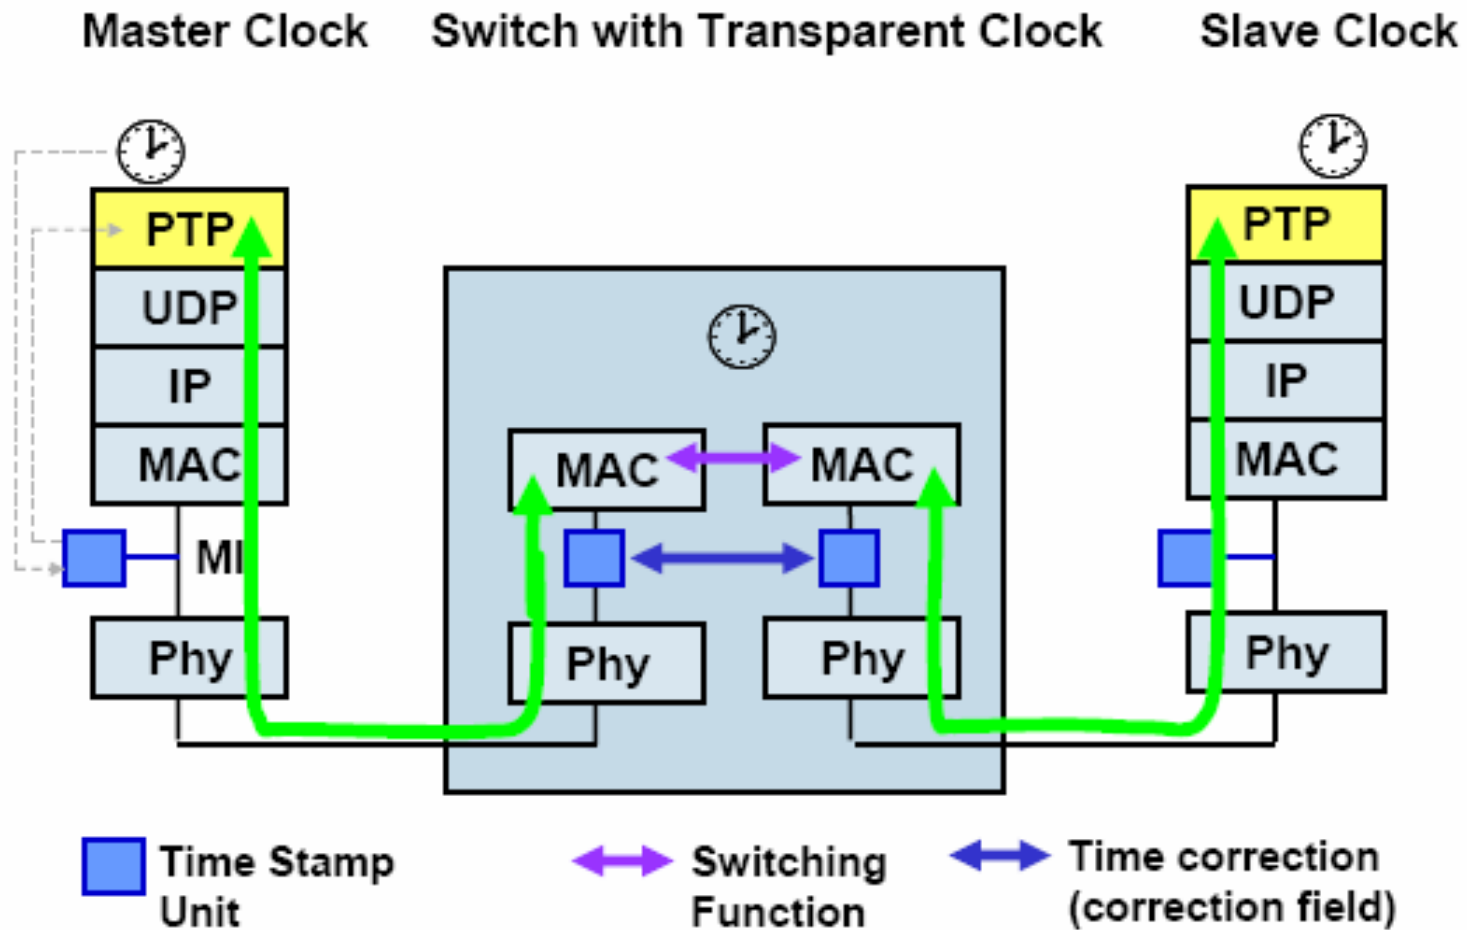 Master Clock
Switch with Transparent Clock
Slave Clock
PTP
UDP
IP
MAC
Phy
MAC
MAC
Phy
Phy
PTP
UDP
IP
MAC
Phy
Time Stamp
Unit
Switching
Function
Time correction
(correction field)